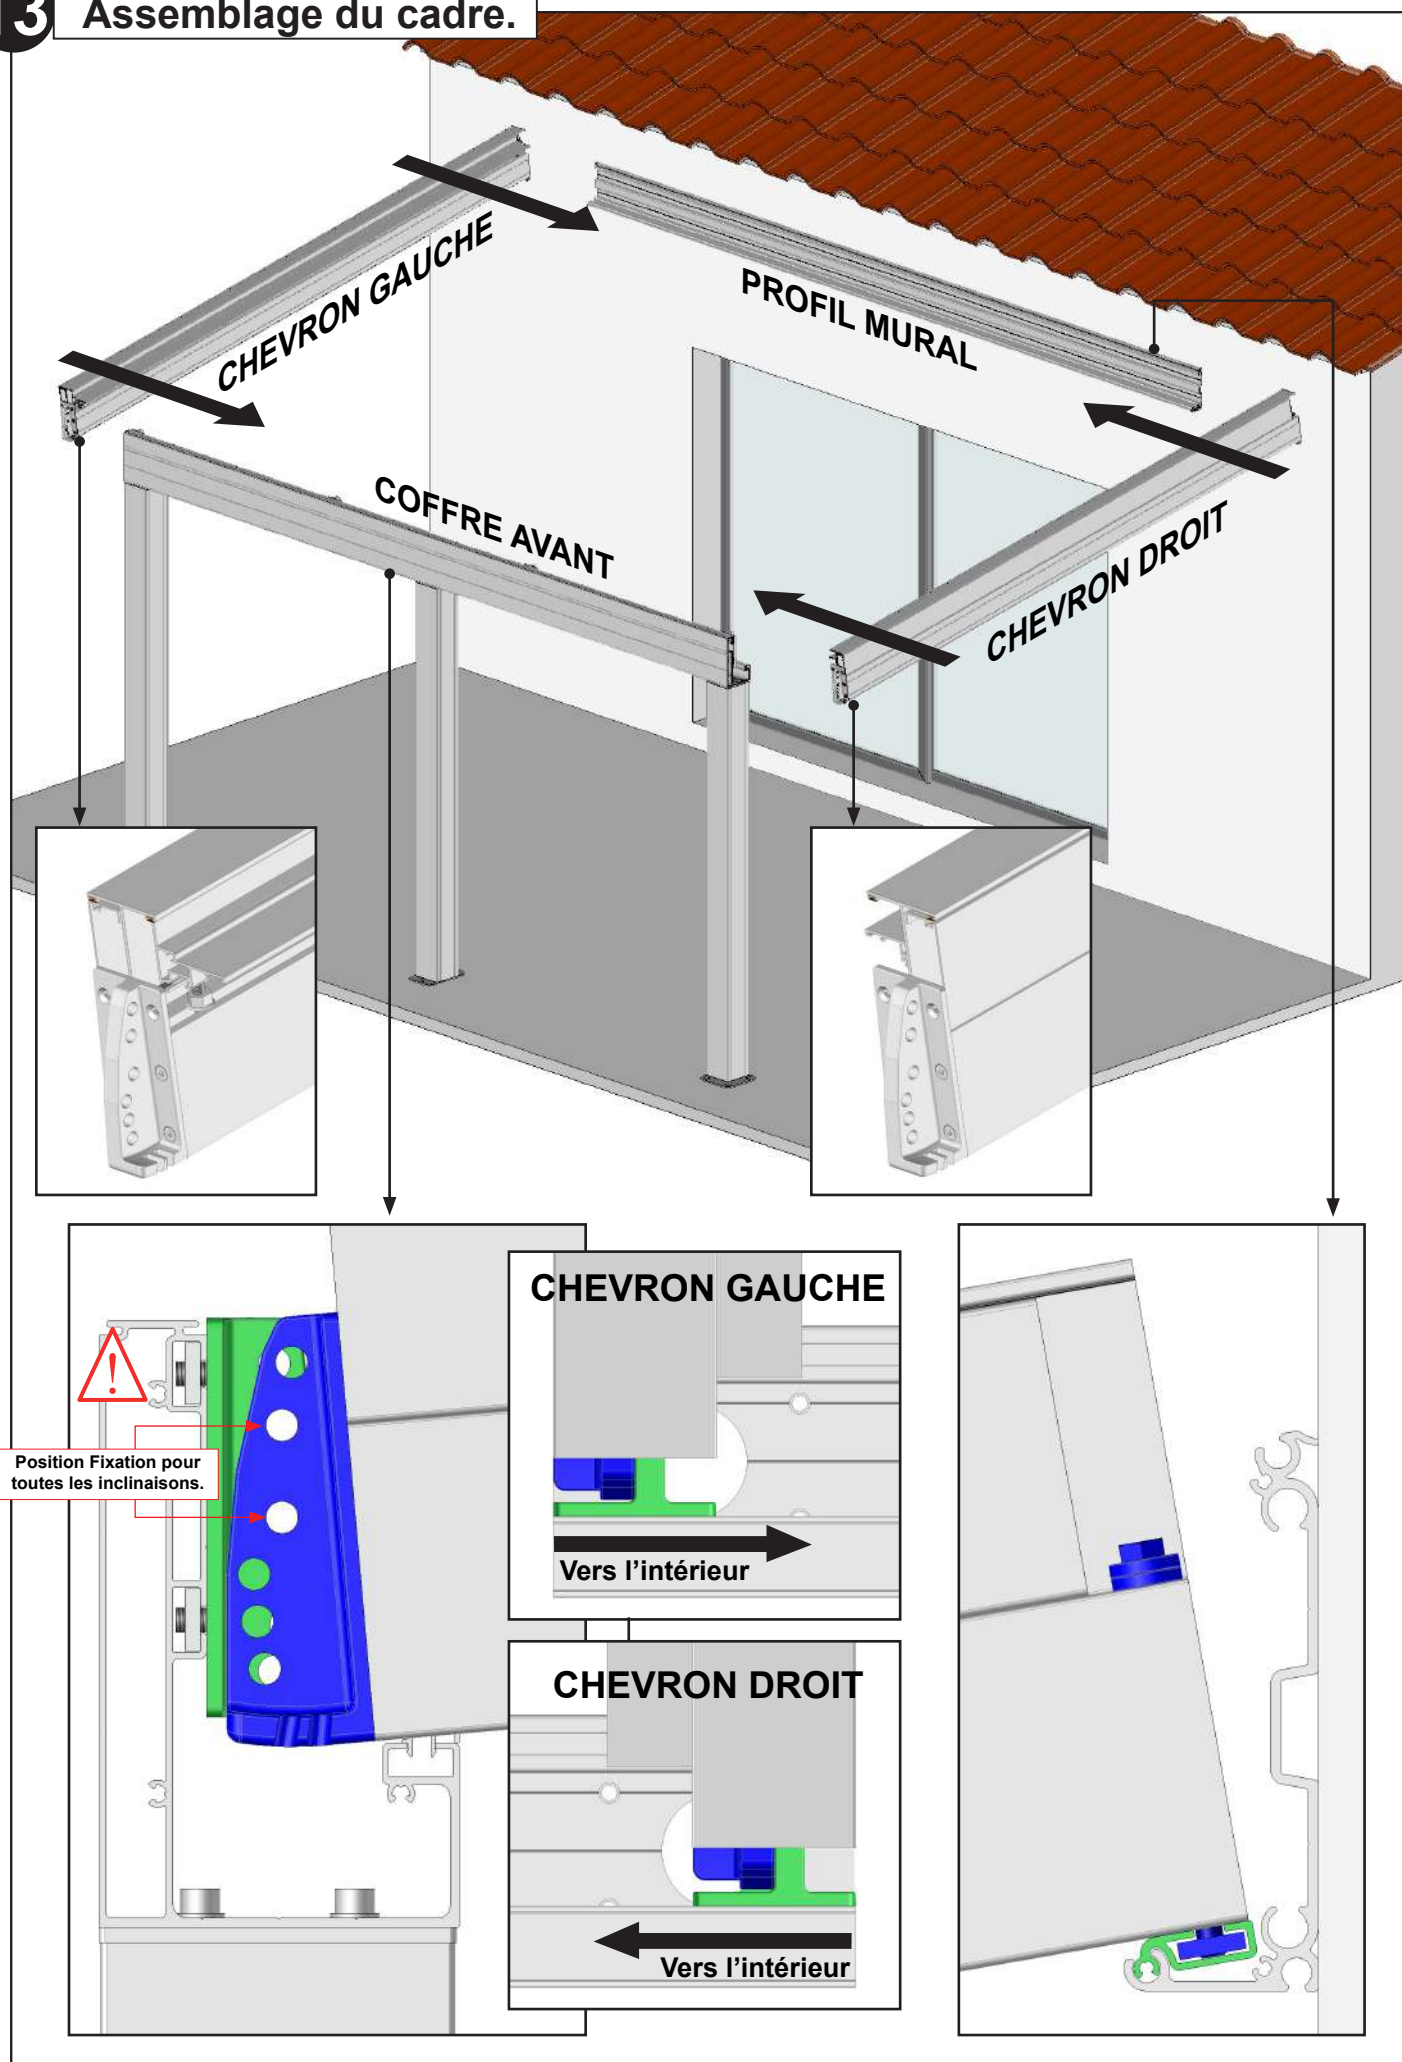 3 Assemblage du cadre.
CHEVRON GAUCHE
PROFIL MURAL
COFFRE AVANT
CHEVRON DROIT
CHEVRON GAUCHE
!
Position Fixation pour
toutes les inclinaisons.
Vers l'intérieur
CHEVRON DROIT
Vers l'intérieur